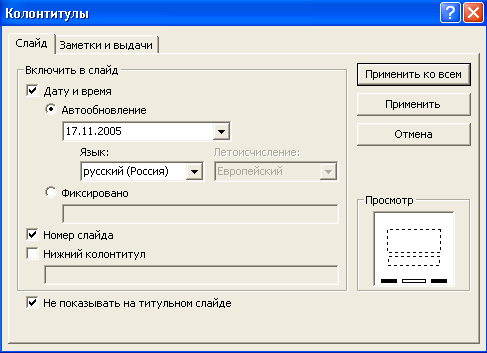 Колонтитулы
Слайд Заметки и выдачи
Включить в слайд
Дату и время
Автообновление
17.11.2005
Язык: Летоисчисление:
русский (Россия) Европейский
Фиксировано
Номер слайда
Нижний колонтитул
Не показывать на титульном слайде
Применить ко всем
Применить
Отмена
Просмотр